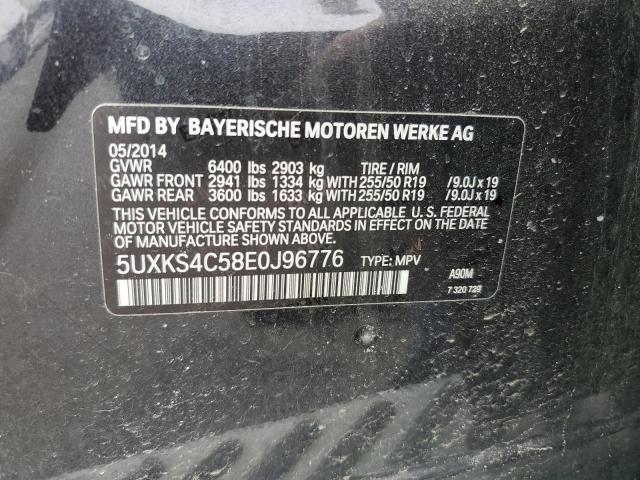 MFD BY BAYERISCHE MOTOREN WERKE AG
05/2014
GVWR 6400 lbs 2903 kg TIRE / RIM
GAWR FRONT 2941 lbs 1334 kg WITH 255/50 R19 /9.0J x 19
GAWR REAR 3600 lbs 1633 kg WITH 255/50 R19 /9.0J x 19
THIS VEHICLE CONFORMS TO ALL APPLICABLE U. S. FEDERAL
MOTOR VEHICLE SAFETY STANDARDS IN EFFECT ON THE DATE
OF MANUFACTURE SHOWN ABOVE.
5UXKS4C58E0J96776 TYPE: MPV
A90M
7 320 729